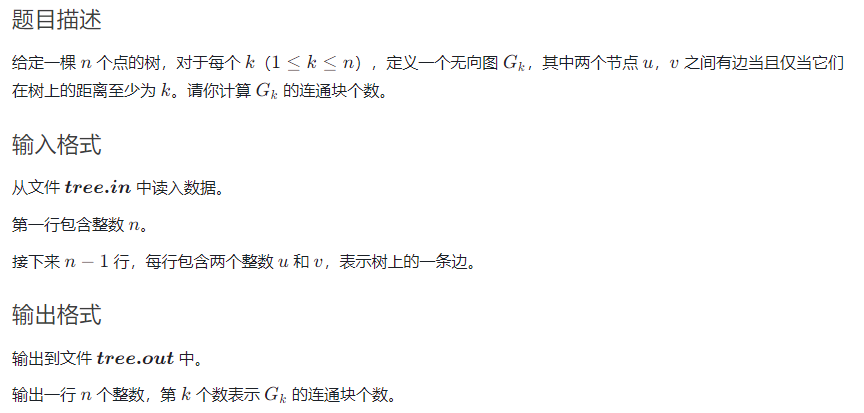 题目描述
给定一棵 n 个点的树，对于每个 k（1 ≤ k ≤ n），定义一个无向图 G_k，其中两个节点 u，v 之间有边当且仅当它们
在树上的距离至少为 k。请你计算 G_k 的连通块个数。
输入格式
从文件 tree.in 中读入数据。
第一行包含整数 n。
接下来 n − 1 行，每行包含两个整数 u 和 v，表示树上的一条边。
输出格式
输出到文件 tree.out 中。
输出一行 n 个整数，第 k 个数表示 G_k 的连通块个数。